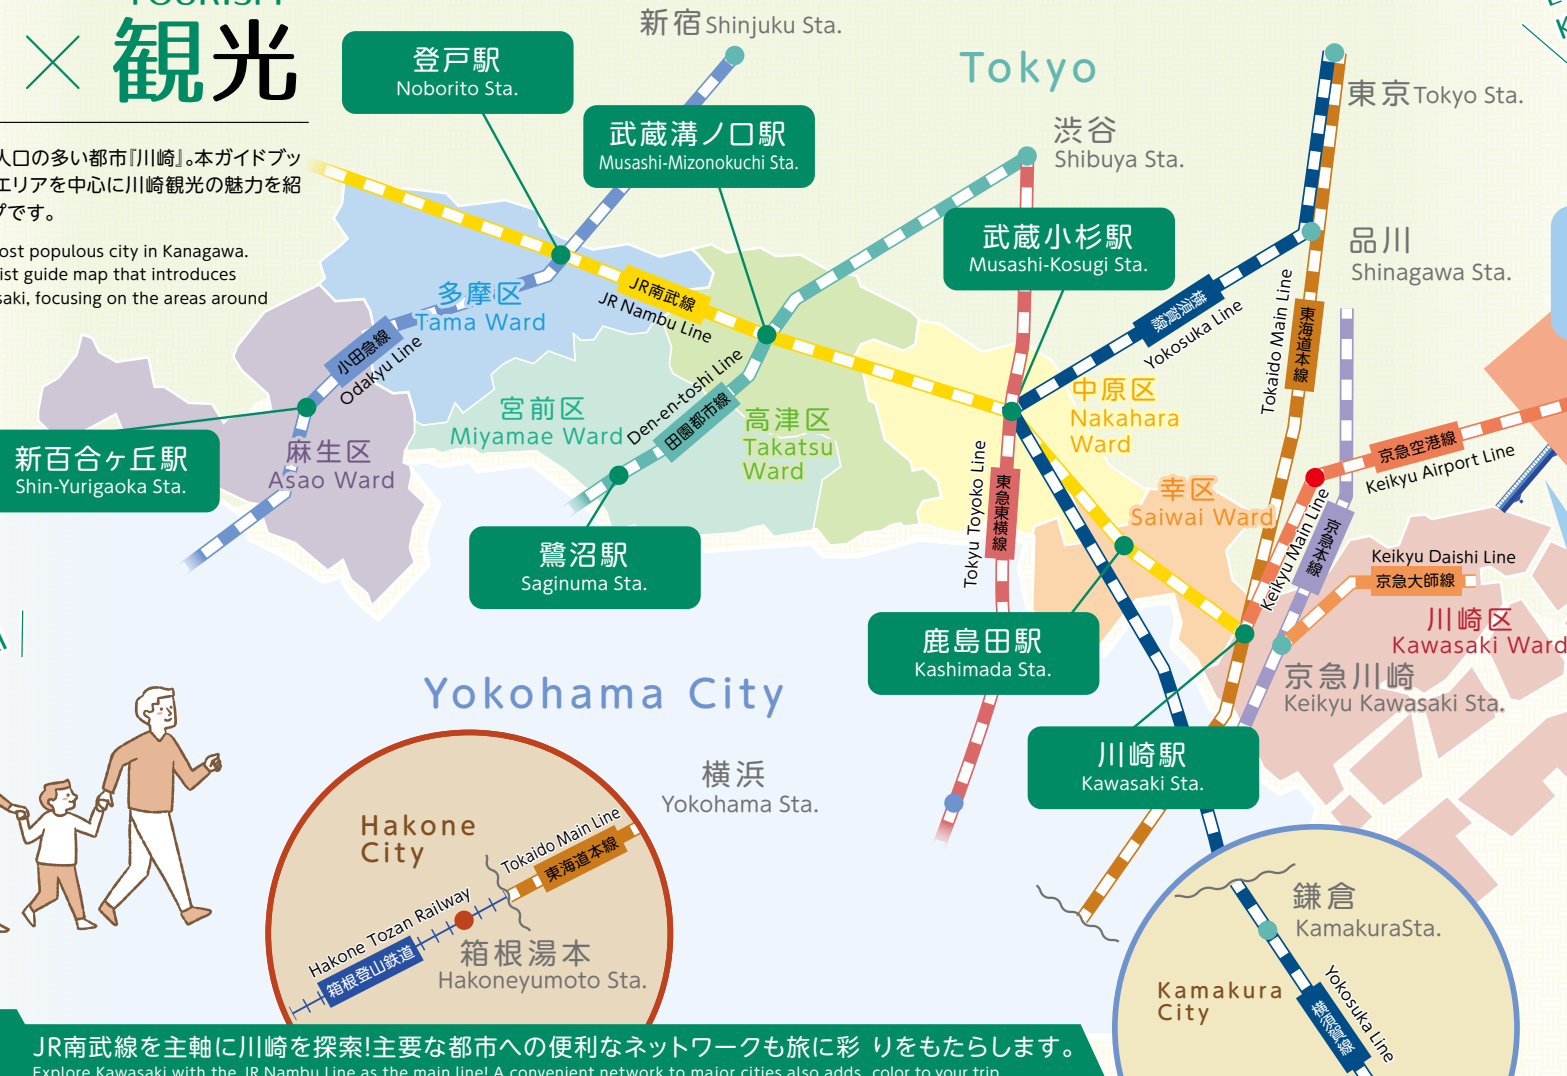 TOURISM
×観光
人口の多い都市『川崎』。本ガイドブッ
エリアを中心に川崎観光の魅力を紹
プです。
ost populous city in Kanagawa.
ist guide map that introduces
saki, focusing on the areas around
新宿 Shinjuku Sta.
登戸駅
Noborito Sta.
武蔵溝ノ口駅
Musashi-Mizonokuchi Sta.
Tokyo
渋谷
Shibuya Sta.
東京 Tokyo Sta.
武蔵小杉駅
Musashi-Kosugi Sta.
品川
Shinagawa Sta.
多摩区
Tama Ward
JR南武線
JR Nambu Line
小田急線
Odakyu Line
横須賀線
Yokosuka Line
Tokaido Main Line
東海道本線
宮前区
Miyamae Ward
Den-en-toshi Line
田園都市線
高津区
Takatsu
Ward
中原区
Nakahara
Ward
麻生区
Asao Ward
新百合ヶ丘駅
Shin-Yurigaoka Sta.
京急空港線
Keikyu Airport Line
幸区
Saiwai Ward
Tokyu Toyoko Line
東急東横線
Keikyu Main Line
京急本線
鷺沼駅
Saginuma Sta.
Keikyu Daishi Line
京急大師線
川崎区
Kawasaki Ward
鹿島田駅
Kashimada Sta.
京急川崎
Keikyu Kawasaki Sta.
Yokohama City
横浜
Yokohama Sta.
川崎駅
Kawasaki Sta.
Hakone
City
Tokaido Main Line
東海道本線
Hakone Tozan Railway
箱根登山鉄道
箱根湯本
Hakoneyumoto Sta.
鎌倉
KamakuraSta.
Kamakura
City
Yokosuka Line
横須賀線
JR南武線を主軸に川崎を探索!主要な都市への便利なネットワークも旅に彩 りをもたらします。
Explore Kawasaki with the JR Nambu Line as the main line! A convenient network to major cities also adds color to your trip